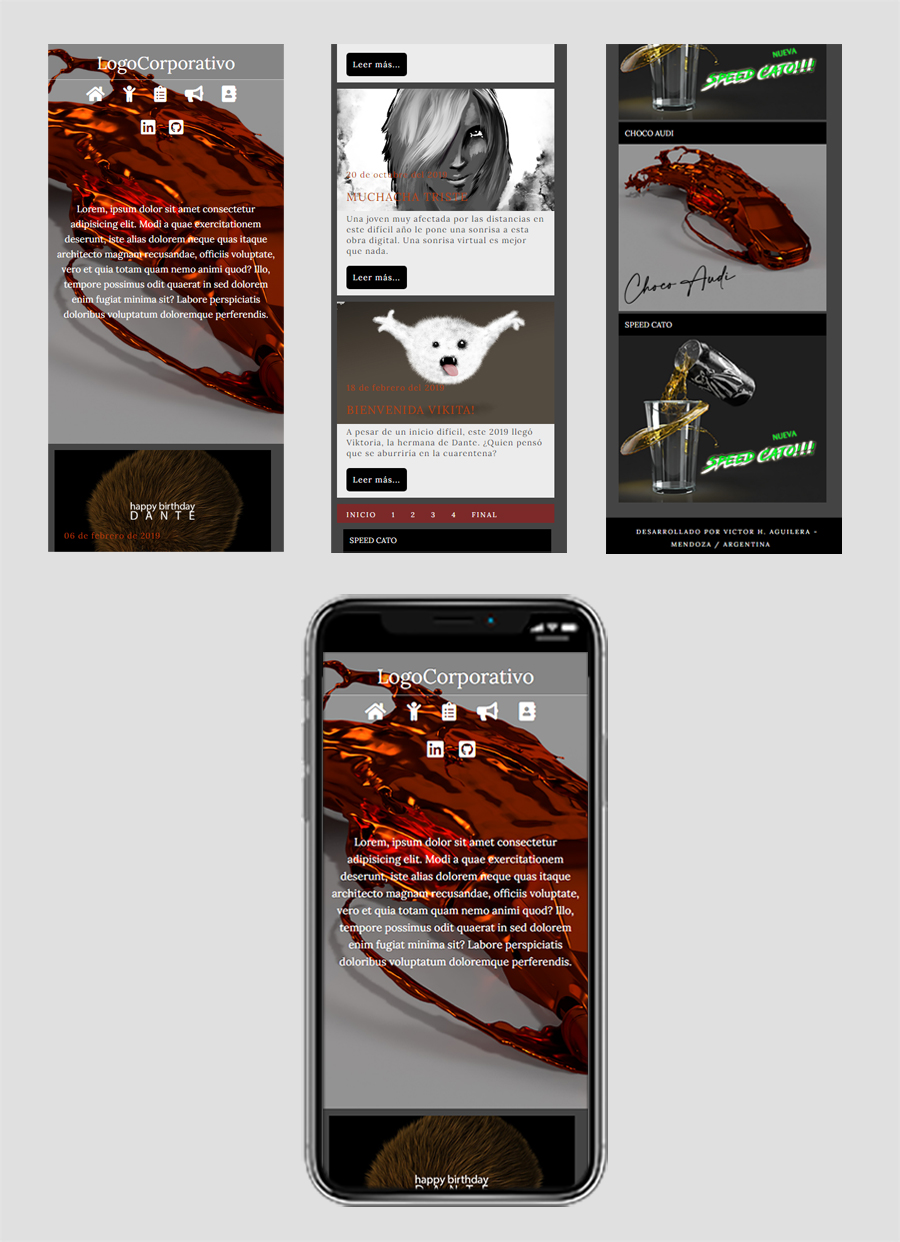 LogoCorporativo
Lorem, ipsum dolor sit amet consectetur
adipisicing elit. Modi a quae exercitationem
deserunt, iste alias dolorem neque quas itaque
architecto magnam recusandae, officiis voluptate,
vero et quia totam quam nemo animi quod? Illo,
tempore possimus odit quaerat in sed dolorem
enim fugiat minima sit? Labore perspiciatis
doloribus voluptatum doloremque perferendis.
happy birthday
DANTE
06 de febrero de 2019
Leer más...
20 de octubre del
MUCHACHA TRISTE
Una joven muy afectada por las distancias en
este dificil año le pone una sonrisa a esta
obra digital. Una sonrisa virtual es mejor
que nada.
Leer más...
18 de febrero del
BIENVENIDA VIKITA!
A pesar de un inicio dificil, este 2019 llegó
Viktoria, la hermana de Dante. ¿Quien pensó
que se aburriria en la cuarentena?
Leer más...
INICIO 1 2 3 4 FINAL
SPEED CATO
NUEVA
SPEED CATO!!!
CHOCO AUDI
Choco Audi
SPEED CATO
NUEVA
SPEED CATO!!!
DESARROLLADO POR VICTOR H. AGUILERA -
MENDOZA / ARGENTINA
LogoCorporativo
Lorem, ipsum dolor sit amet consectetur
adipisicing elit. Modi a quae exercitationem
deserunt, iste alias dolorem neque quas itaque
architecto magnam recusandae, officiis voluptate,
vero et quia totam quam nemo animi quod? Illo,
tempore possimus odit quaerat in sed dolorem
enim fugiat minima sit? Labore perspiciatis
doloribus voluptatum doloremque perferendis.
happy birthday
DANTE